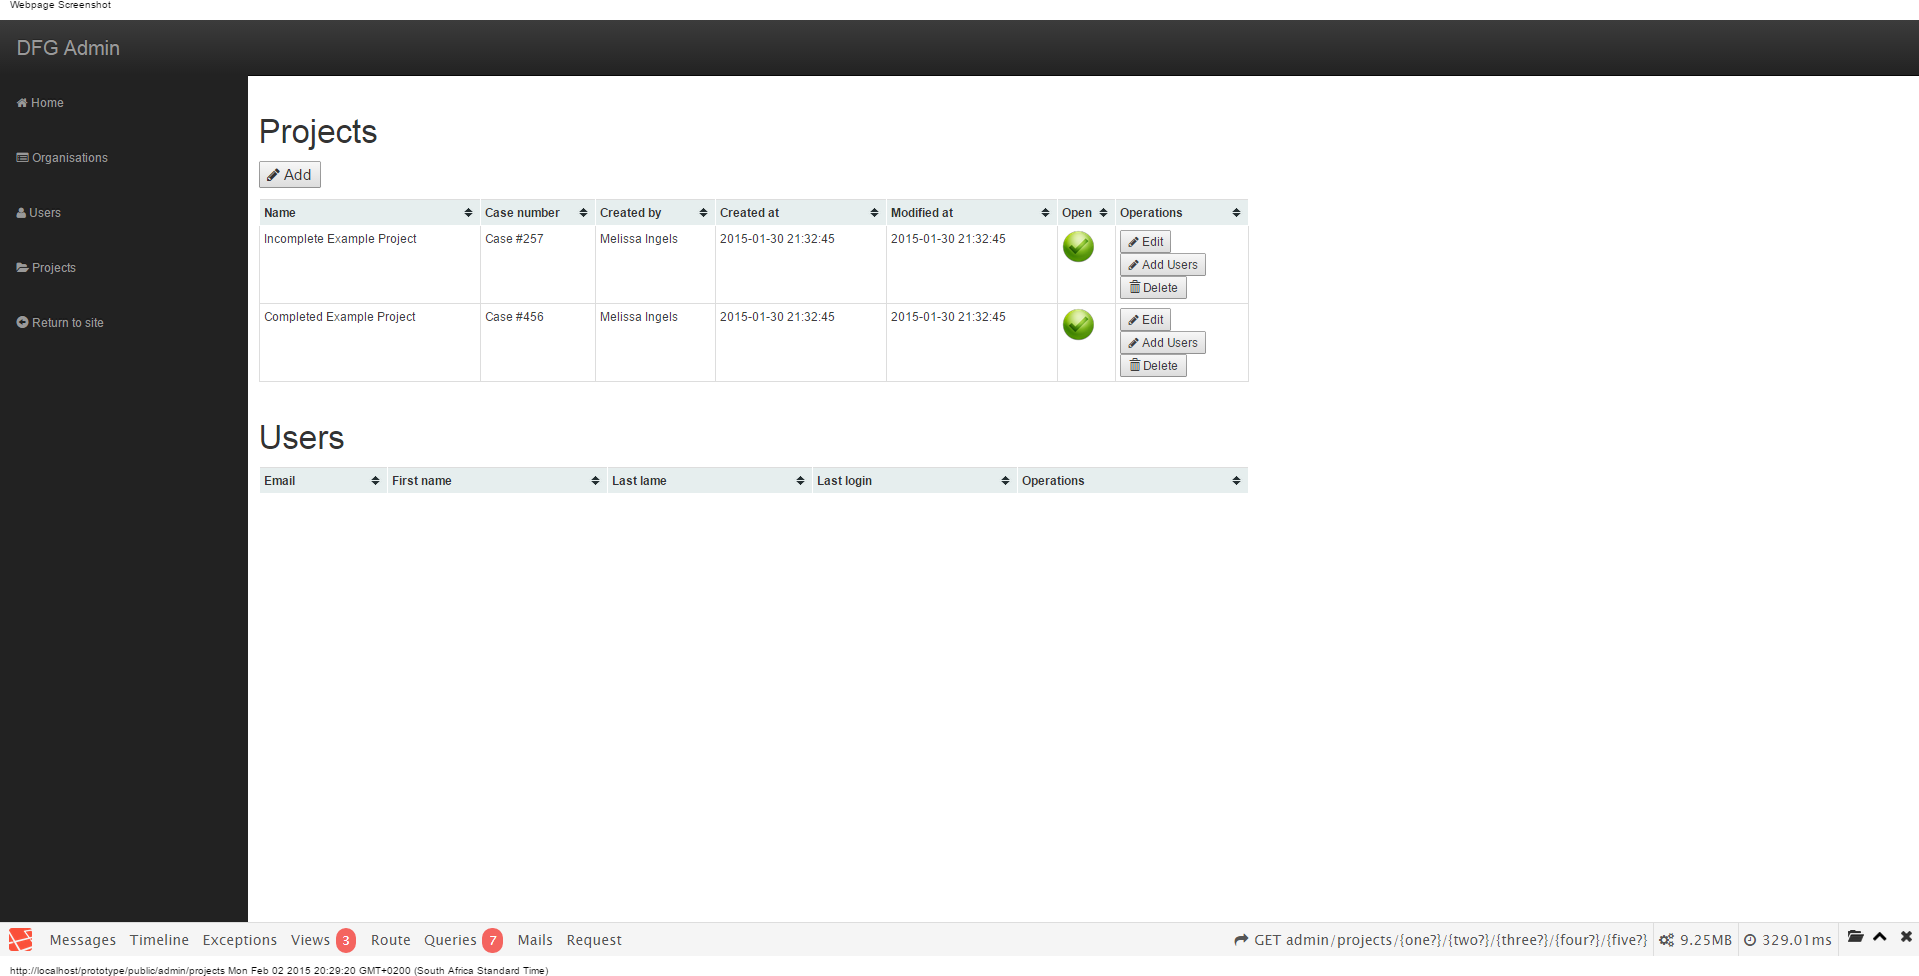 Webpage Screenshot
DFG Admin
Home
Organisations
Users
Projects
Return to site
Projects
Add
Name Case number Created by Created at Modified at Open Operations
Incomplete Example Project Case #257 Melissa Ingels 2015-01-30 21:32:45 2015-01-30 21:32:45 Edit
Add Users
Delete
Completed Example Project Case #456 Melissa Ingels 2015-01-30 21:32:45 2015-01-30 21:32:45 Edit
Add Users
Delete
Users
Email First name Last lame Last login Operations
Messages Timeline Exceptions Views 3 Route Queries 7 Mails Request GET admin/projects/{one?}/{two?}/{three?}/{four?}/{five?} 9.25MB 329.01ms
http://localhost/prototype/public/admin/projects Mon Feb 02 2015 20:29:20 GMT+0200 (South Africa Standard Time)